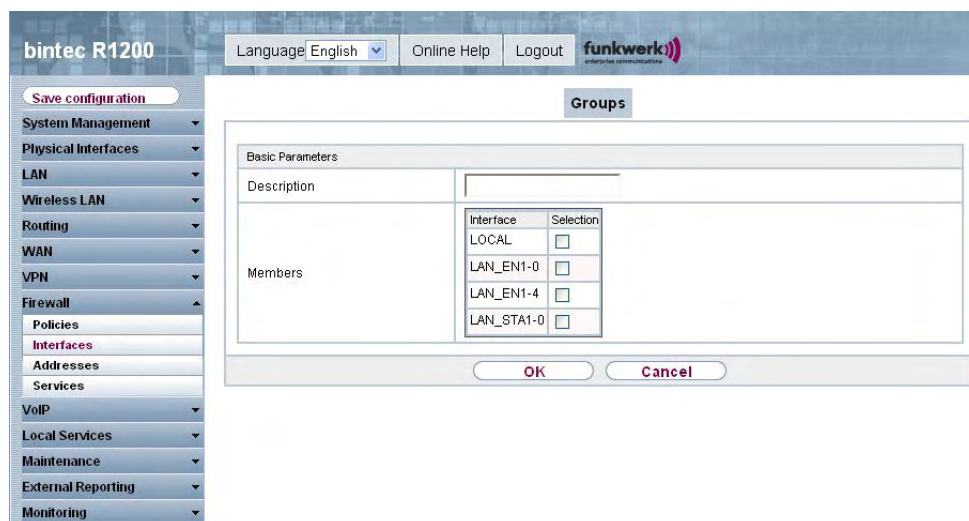 bintec R1200
Language English
Online Help
Logout
funkwerk
enterprise communications
Save configuration
System Management
Physical Interfaces
LAN
Wireless LAN
Routing
WAN
VPN
Firewall
Policies
Interfaces
Addresses
Services
VoIP
Local Services
Maintenance
External Reporting
Monitoring
Groups
Basic Parameters
Description
Members
Interface Selection
LOCAL
LAN_EN1-0
LAN_EN1-4
LAN_STA1-0
OK
Cancel